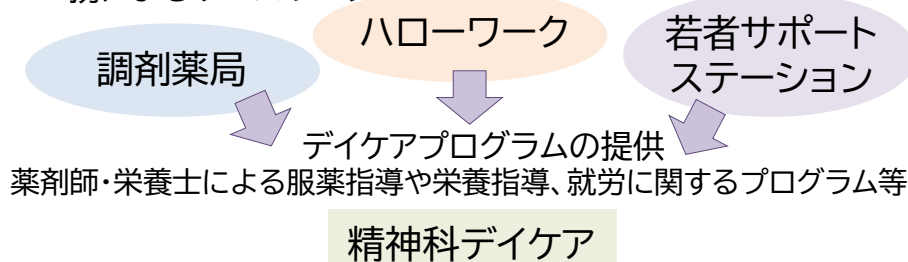 調剤薬局
ハローワーク
若者サポート
ステーション
デイケアプログラムの提供
薬剤師・栄養士による服薬指導や栄養指導、就労に関するプログラム等
精神科デイケア